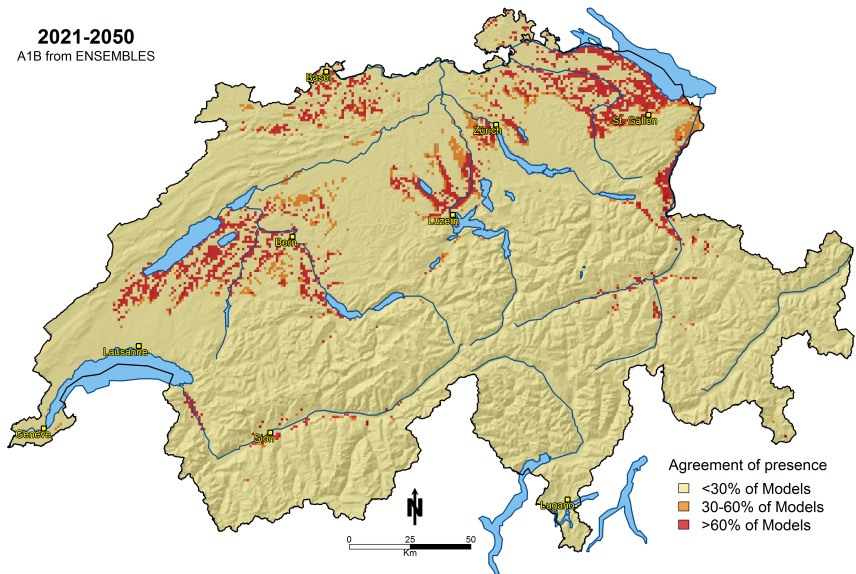 2021-2050
A1B from ENSEMBLES
Basel
Zürich
St. Gallen
Luzern
Bern
Lausanne
Genève
Sion
Lugano
N
0 25 50
Km
Agreement of presence
<30% of Models
30-60% of Models
>60% of Models